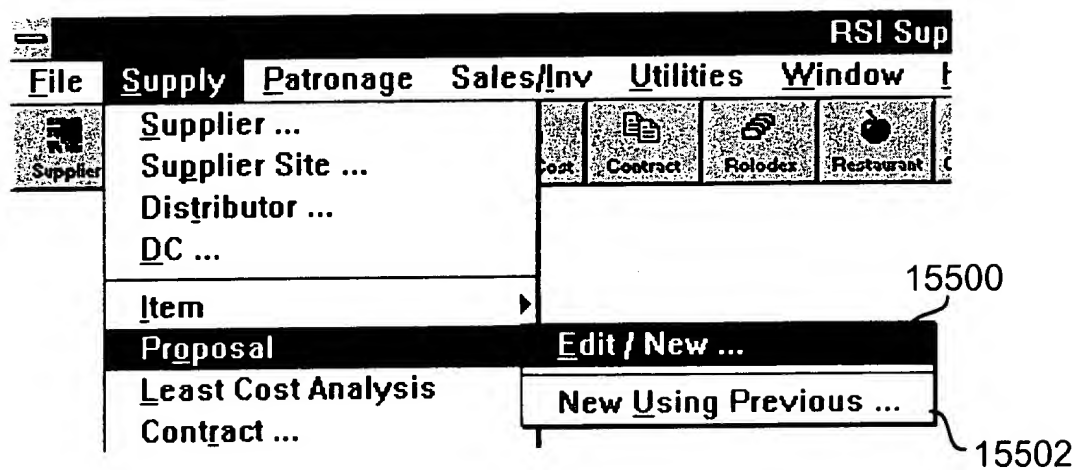 RSI Sup
File Supply Patronage Sales/Inv Utilities Window
Supplier Cost Contract Rolodex Restaurant
Supplier ...
Supplier Site ...
Distributor ...
DC ...
Item
Proposal
Least Cost Analysis
Contract ...
15500
Edit / New ...
New Using Previous ...
15502